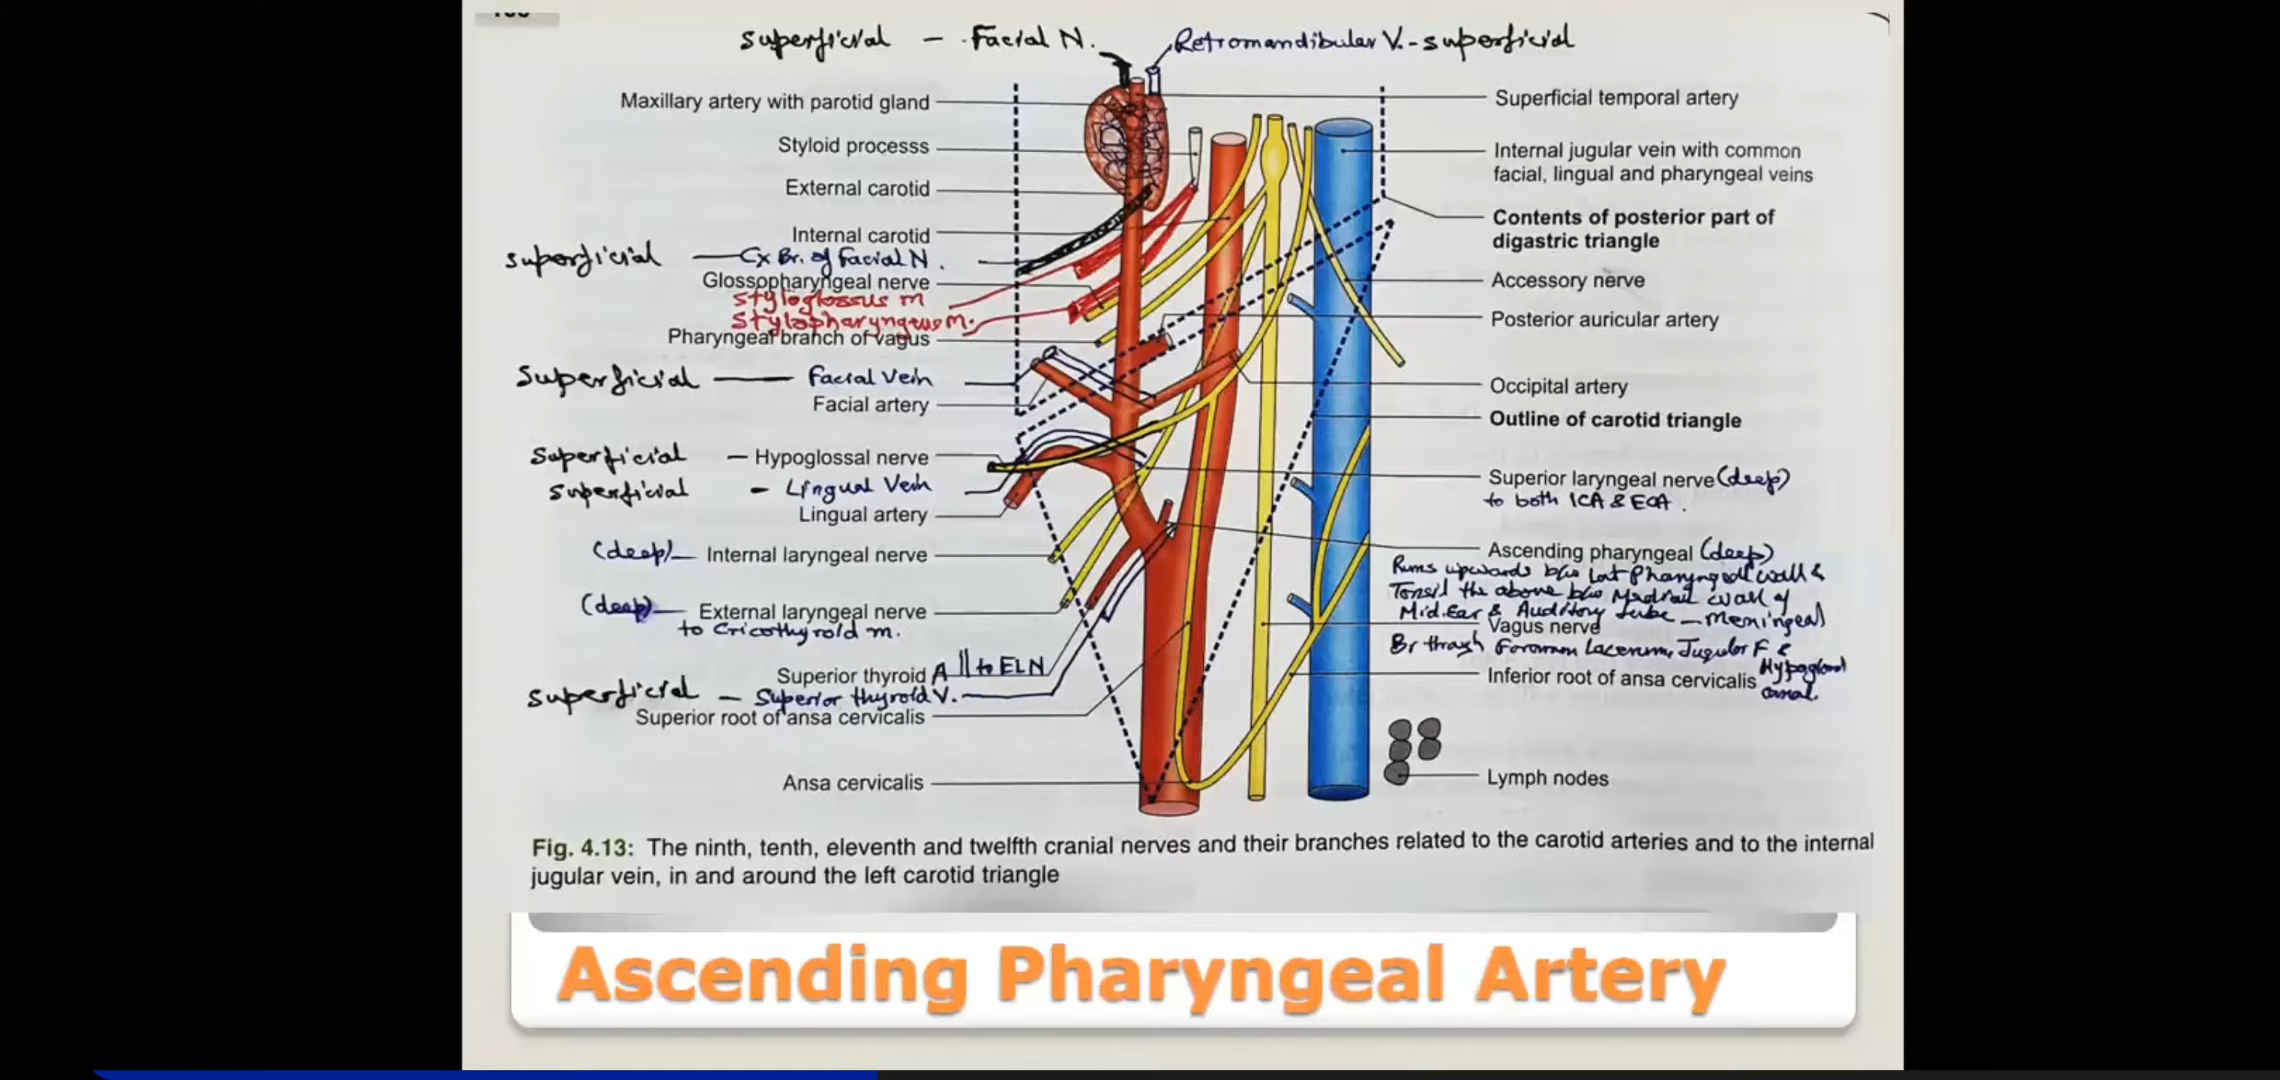 superficial - Facial N.
Retromandibular V. - superficial
Maxillary artery with parotid gland
Styloid processs
External carotid
Internal carotid
superficial - Cx Br. of Facial N.
Glossopharyngeal nerve
Styloglossus m
Stylopharyngeus m.
Pharyngeal branch of vagus
Superficial - Facial Vein
Facial artery
Superficial - Hypoglossal nerve
superficial - Lingual Vein
Lingual artery
(deep) - Internal laryngeal nerve
(deep) - External laryngeal nerve
to Cricothyroid m.
Superior thyroid A || to ELN
superficial - Superior thyroid V.
Superior root of ansa cervicalis
Ansa cervicalis
Superficial temporal artery
Internal jugular vein with common
facial, lingual and pharyngeal veins
Contents of posterior part of
digastric triangle
Accessory nerve
Posterior auricular artery
Occipital artery
Outline of carotid triangle
Superior laryngeal nerve (deep)
to both ICA & ECA.
Ascending pharyngeal (deep)
Runs upwards b/w Lat Pharyngeal wall &
Tonsil the above b/w Medial wall of
Mid.Ear & Auditory tube - meningeal
Vagus nerve
Br through Foramen Lacerum, Jugular F &
Hypoglossal
canal.
Inferior root of ansa cervicalis
Lymph nodes
Fig. 4.13: The ninth, tenth, eleventh and twelfth cranial nerves and their branches related to the carotid arteries and to the internal
jugular vein, in and around the left carotid triangle
Ascending Pharyngeal Artery